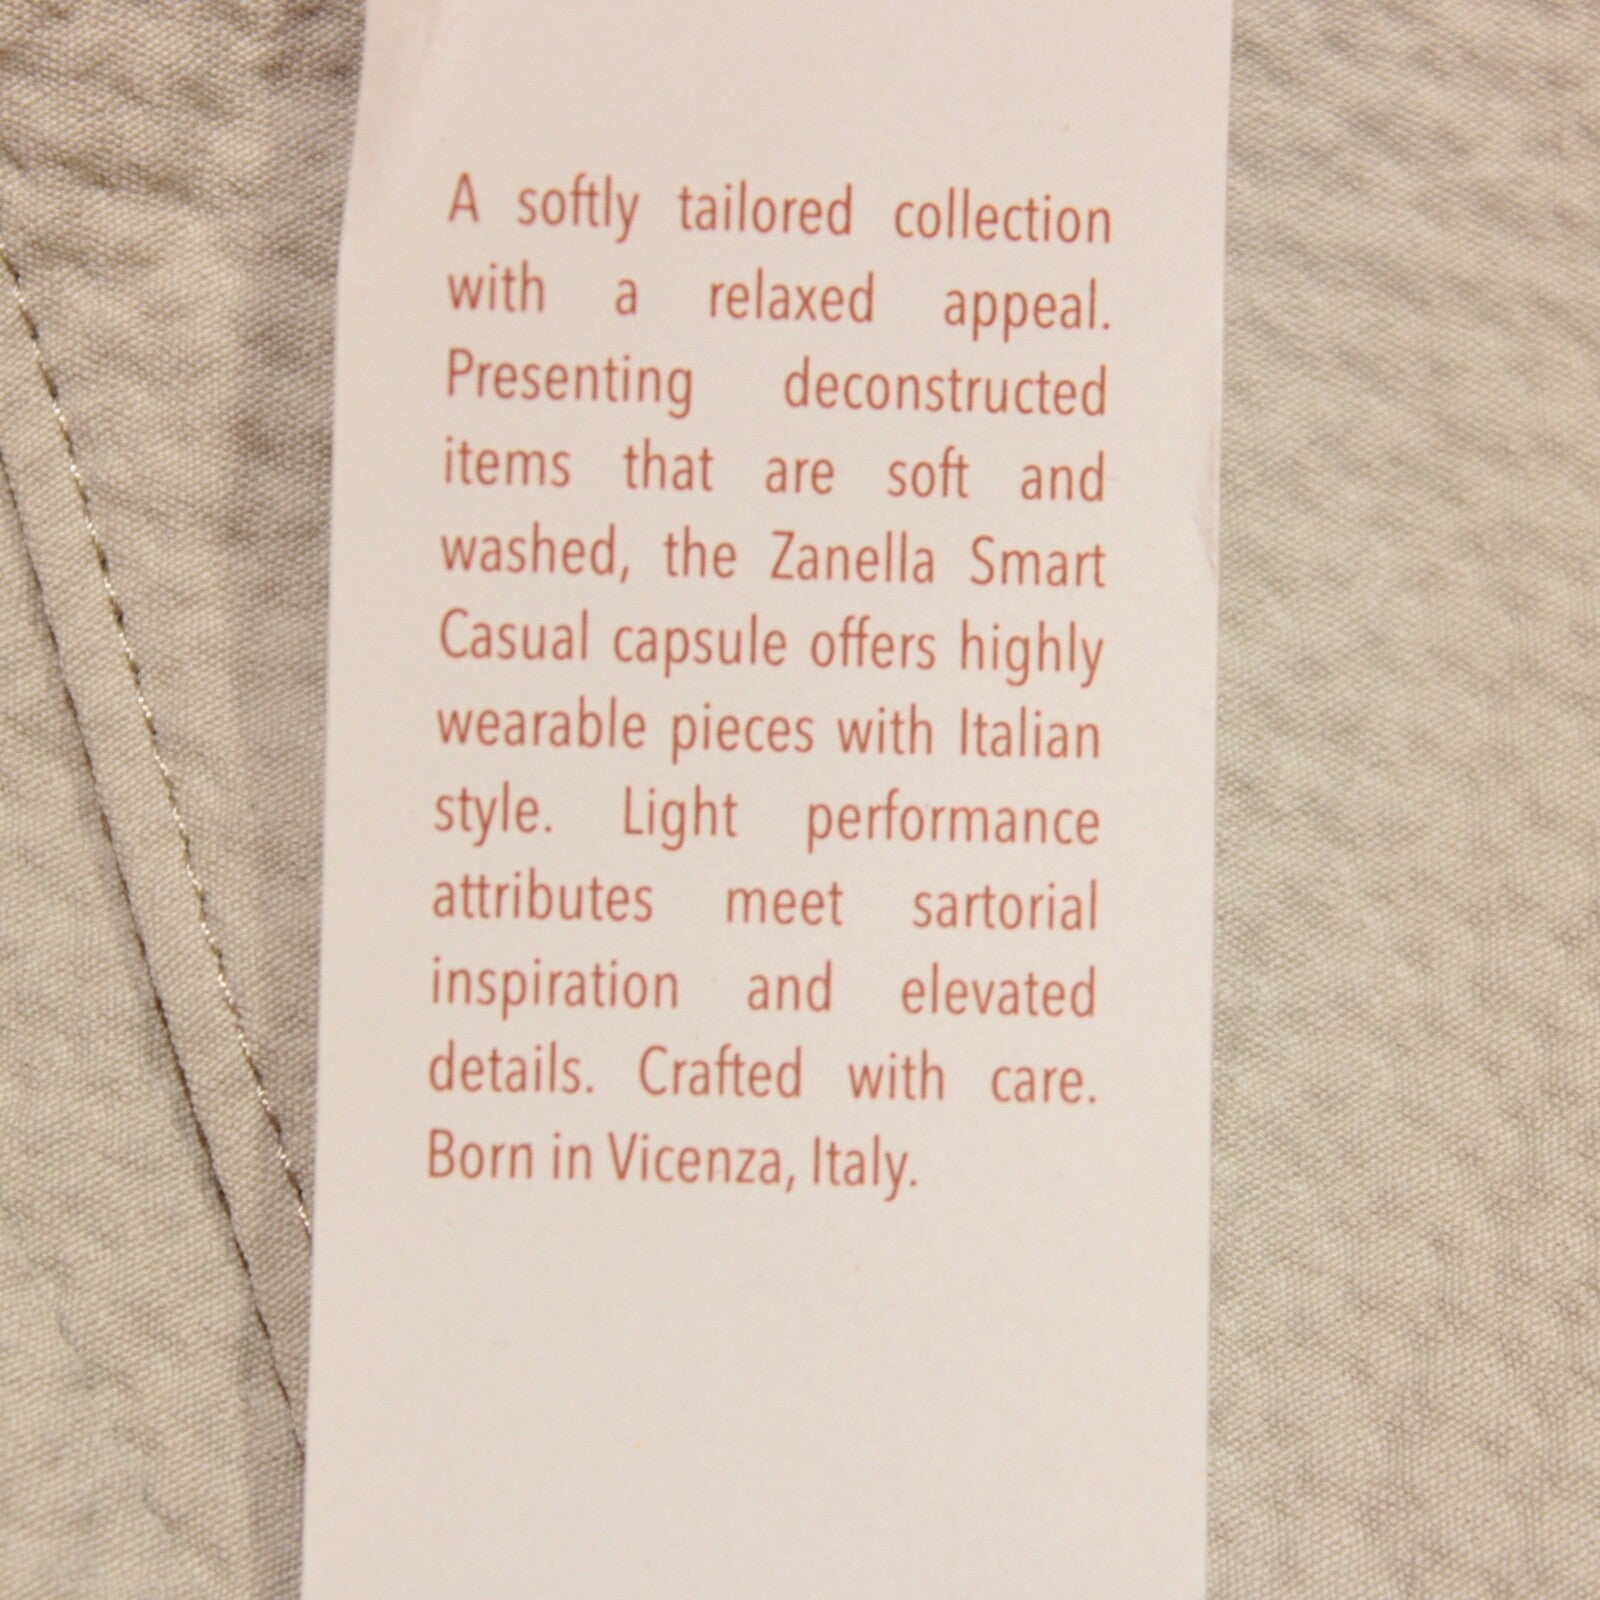 A softly tailored collection
with a relaxed appeal.
Presenting deconstructed
items that are soft and
washed, the Zanella Smart
Casual capsule offers highly
wearable pieces with Italian
style. Light performance
attributes meet sartorial
inspiration and elevated
details. Crafted with care.
Born in Vicenza, Italy.